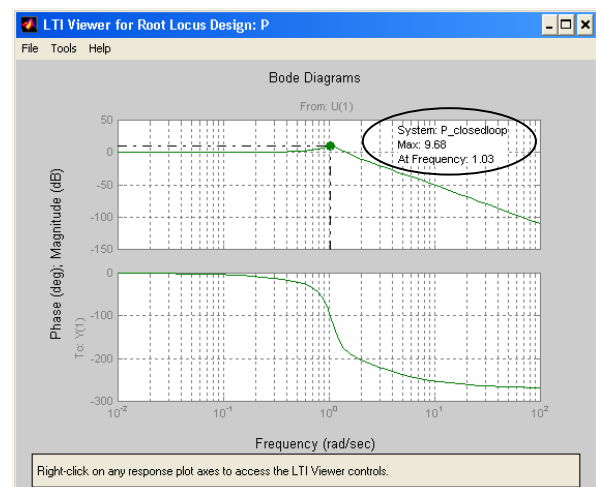 LTI Viewer for Root Locus Design: P
File Tools Help
Bode Diagrams
From: U(1)
System: P_closedloop
Max: 9.68
At Frequency: 1.03
50
0
-50
-100
-150
Phase (deg); Magnitude (dB)
To: Y(1)
0
-100
-200
-300
10^-2
10^-1
10^0
10^1
10^2
Frequency (rad/sec)
Right-click on any response plot axes to access the LTI Viewer controls.